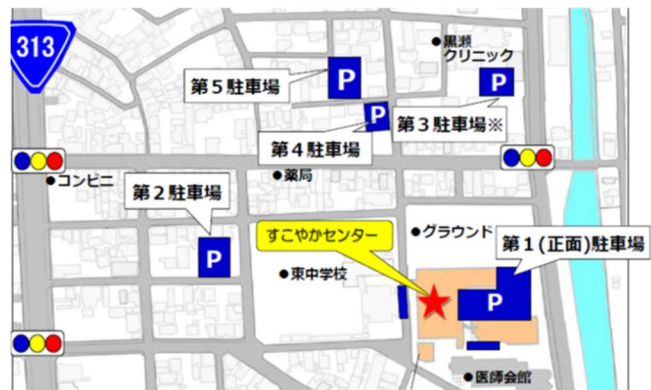 313
●黒瀬
クリニック
P
第5駐車場
P
P
第3駐車場※
第4駐車場
●コンビニ
●薬局
第2駐車場
すこやかセンター
●グラウンド
第1(正面)駐車場
P
●東中学校
P
●医師会館